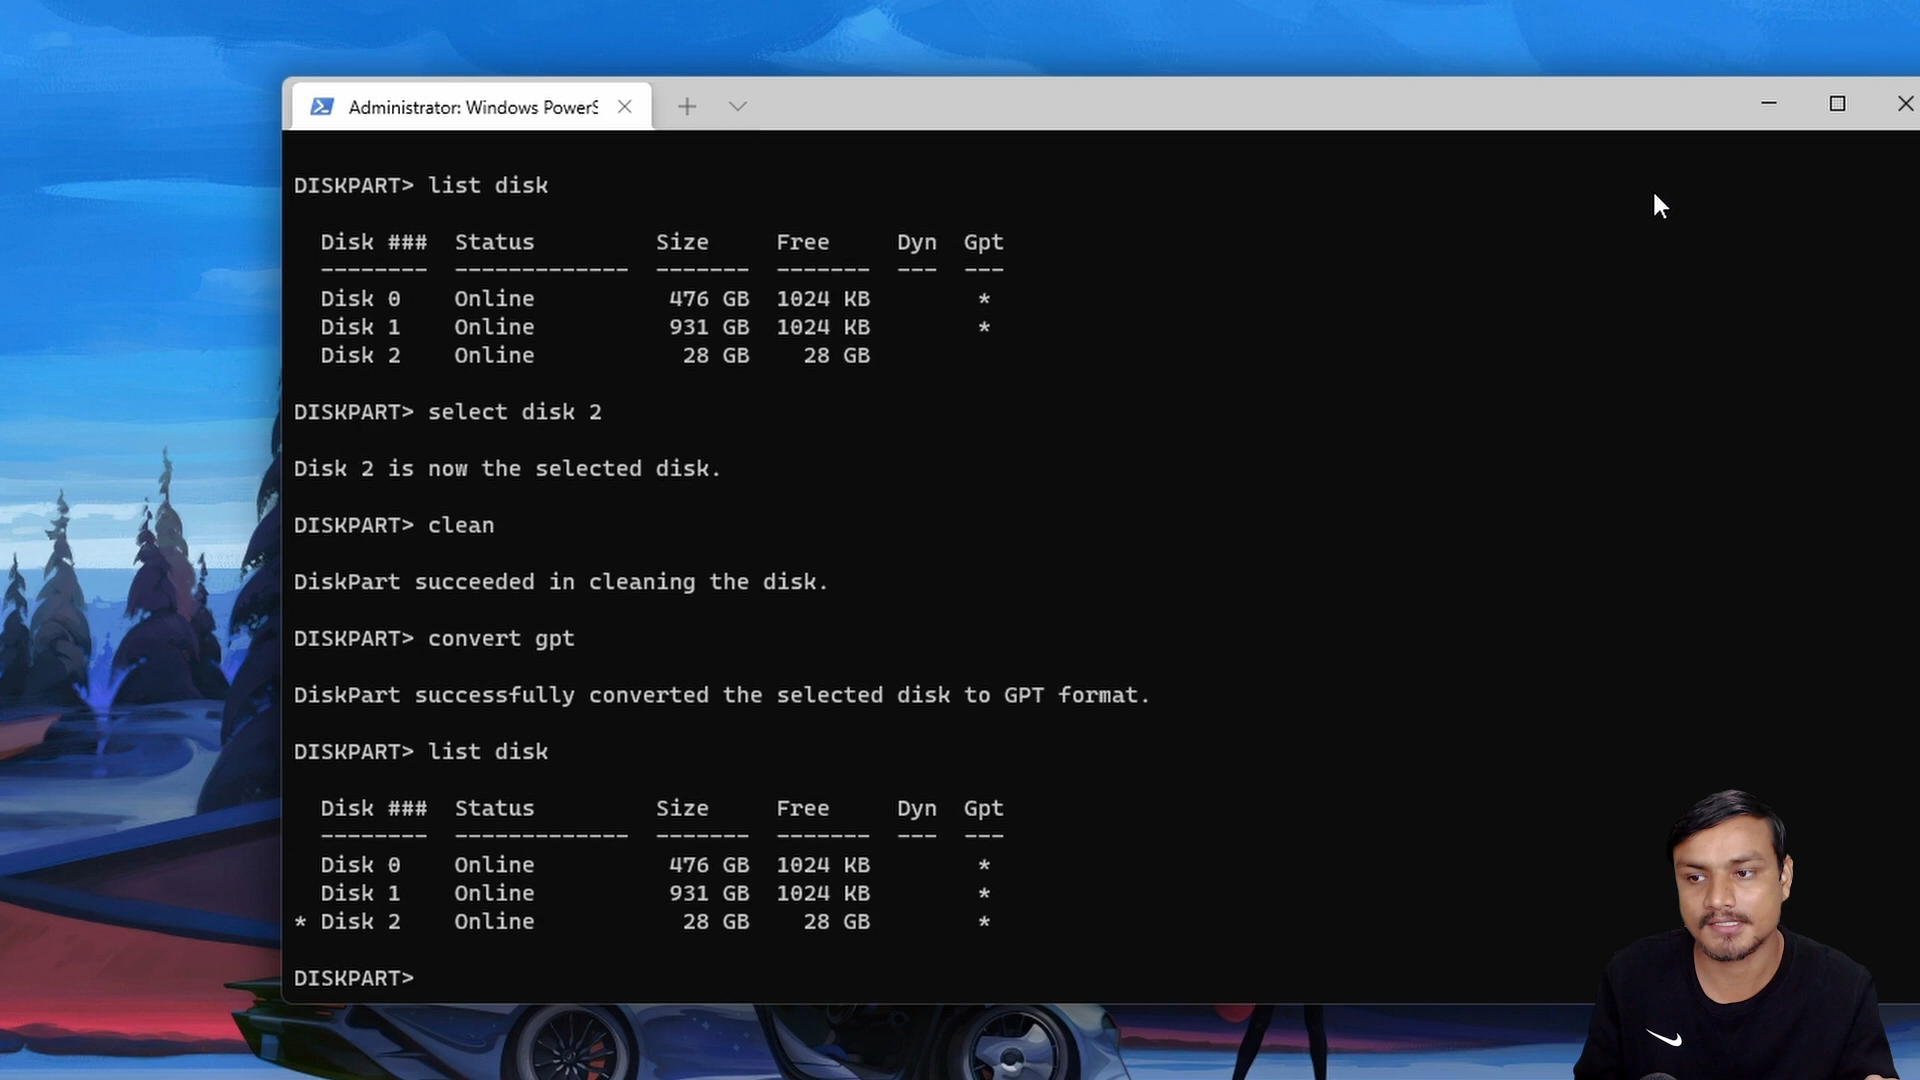 Administrator: Windows PowerS
DISKPART> list disk
Disk ### Status Size Free Dyn Gpt
-------- ------------- ------- ------- --- ---
Disk 0 Online 476 GB 1024 KB *
Disk 1 Online 931 GB 1024 KB *
Disk 2 Online 28 GB 28 GB
DISKPART> select disk 2
Disk 2 is now the selected disk.
DISKPART> clean
DiskPart succeeded in cleaning the disk.
DISKPART> convert gpt
DiskPart successfully converted the selected disk to GPT format.
DISKPART> list disk
Disk ### Status Size Free Dyn Gpt
-------- ------------- ------- ------- --- ---
Disk 0 Online 476 GB 1024 KB *
Disk 1 Online 931 GB 1024 KB *
* Disk 2 Online 28 GB 28 GB *
DISKPART>